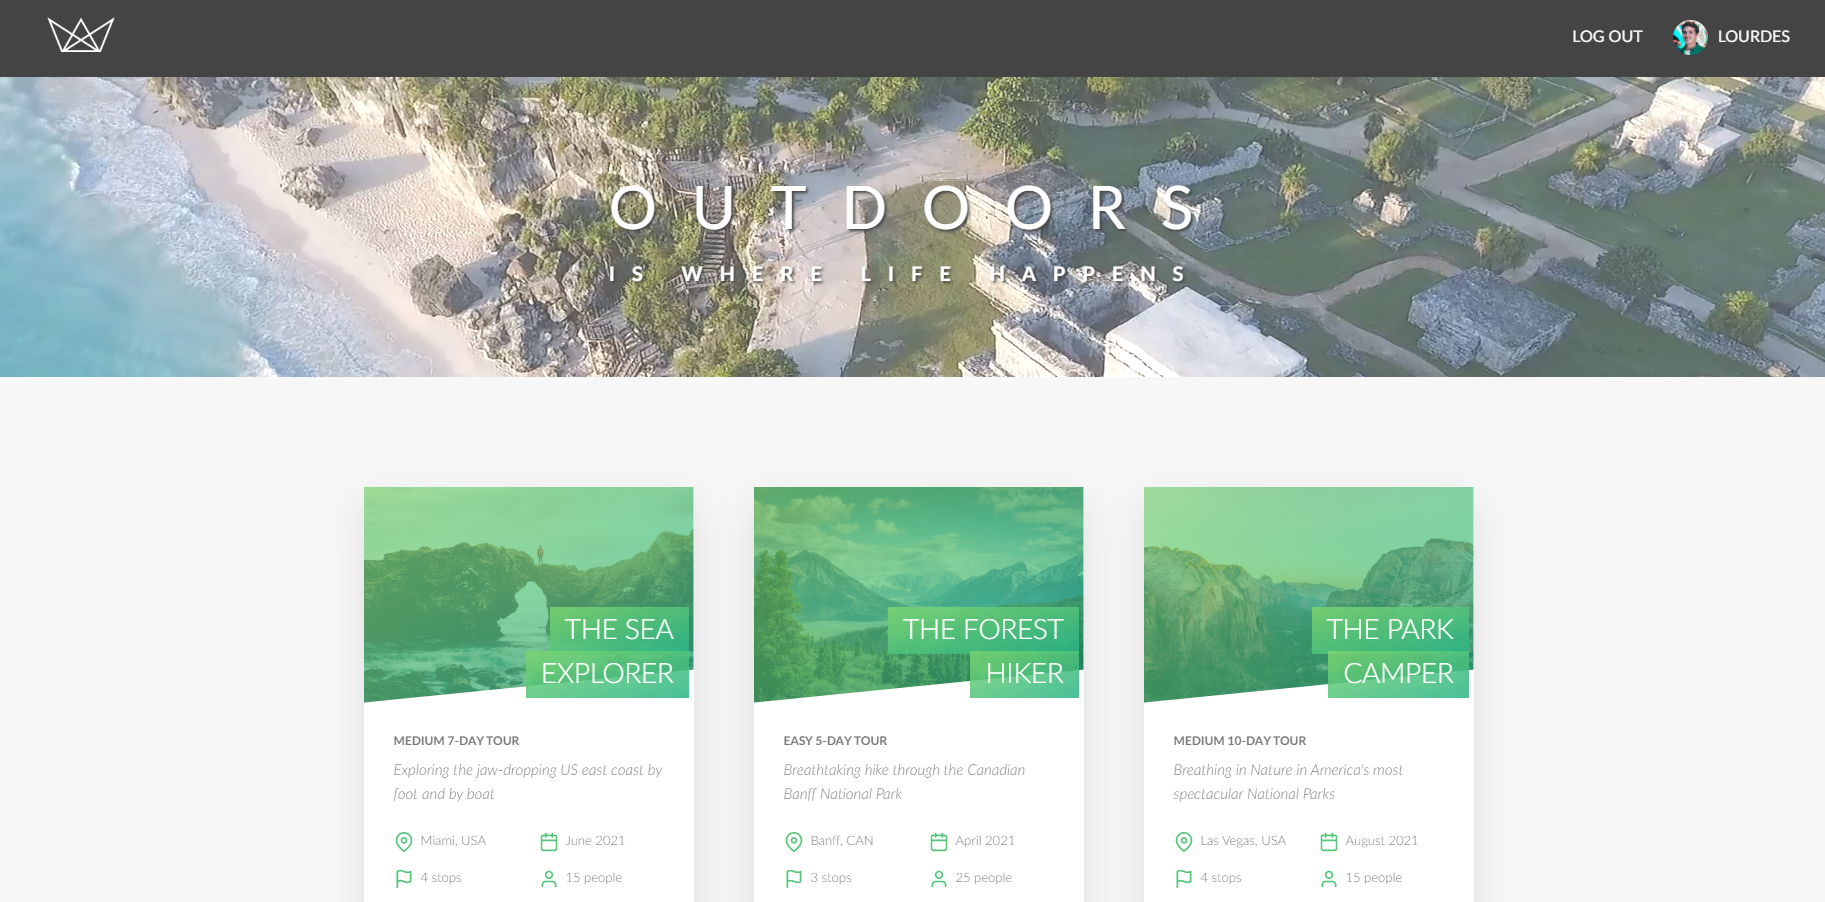 LOG OUT
LOURDES
OUTDOORS
IS WHERE LIFE HAPPENS
THE SEA
EXPLORER
MEDIUM 7-DAY TOUR
Exploring the jaw-dropping US east coast by
foot and by boat
Miami, USA
June 2021
4 stops
15 people
THE FOREST
HIKER
EASY 5-DAY TOUR
Breathtaking hike through the Canadian
Banff National Park
Banff, CAN
April 2021
3 stops
25 people
THE PARK
CAMPER
MEDIUM 10-DAY TOUR
Breathing in Nature in America's most
spectacular National Parks
Las Vegas, USA
August 2021
4 stops
15 people